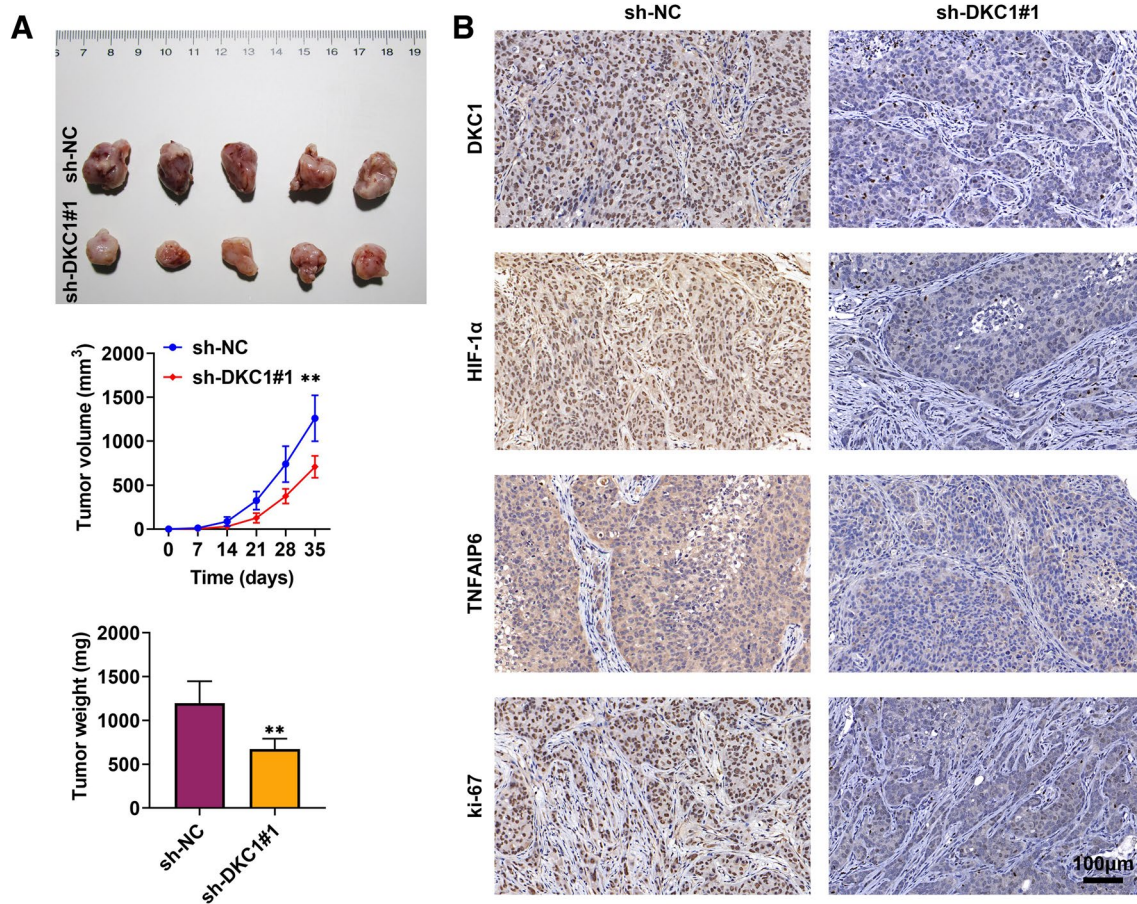 A
6 7 8 9 10 11 12 13 14 15 16 17 18 19
sh-NC
sh-DKC1#1
Tumor volume (mm3)
2000
1500
1000
500
0
sh-NC
sh-DKC1#1 **
0 7 14 21 28 35
Time (days)
Tumor weight (mg)
2000
1500
1000
500
0
**
sh-NC
sh-DKC1#1
B
sh-NC sh-DKC1#1
DKC1
HIF-1α
TNFAIP6
ki-67
100μm